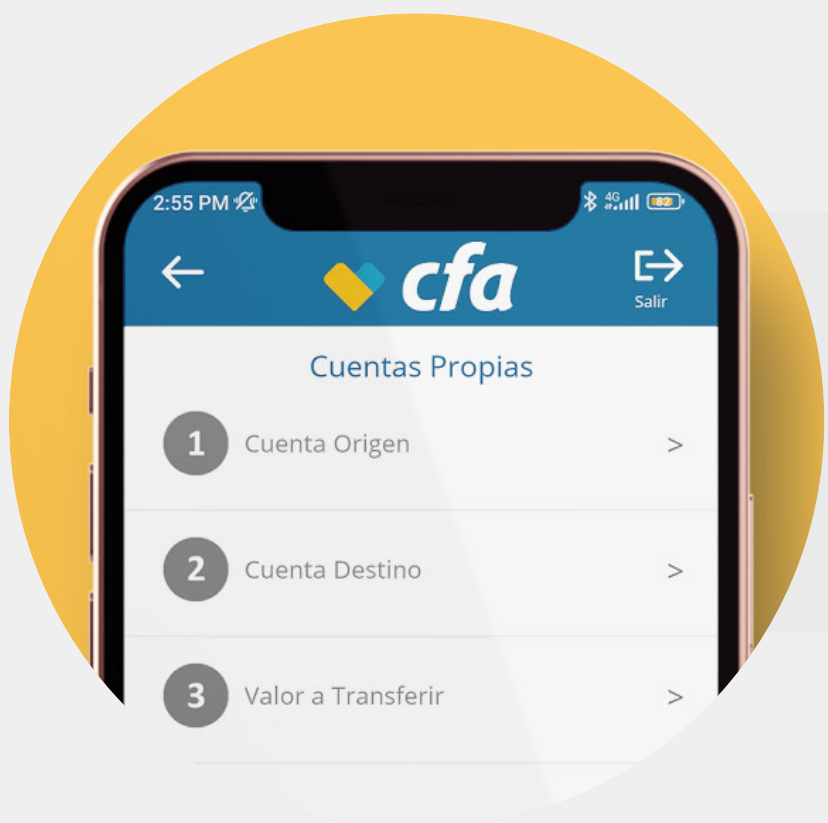 2:55 PM
4G
82
cfa
Salir
Cuentas Propias
1 Cuenta Origen >
2 Cuenta Destino >
3 Valor a Transferir >